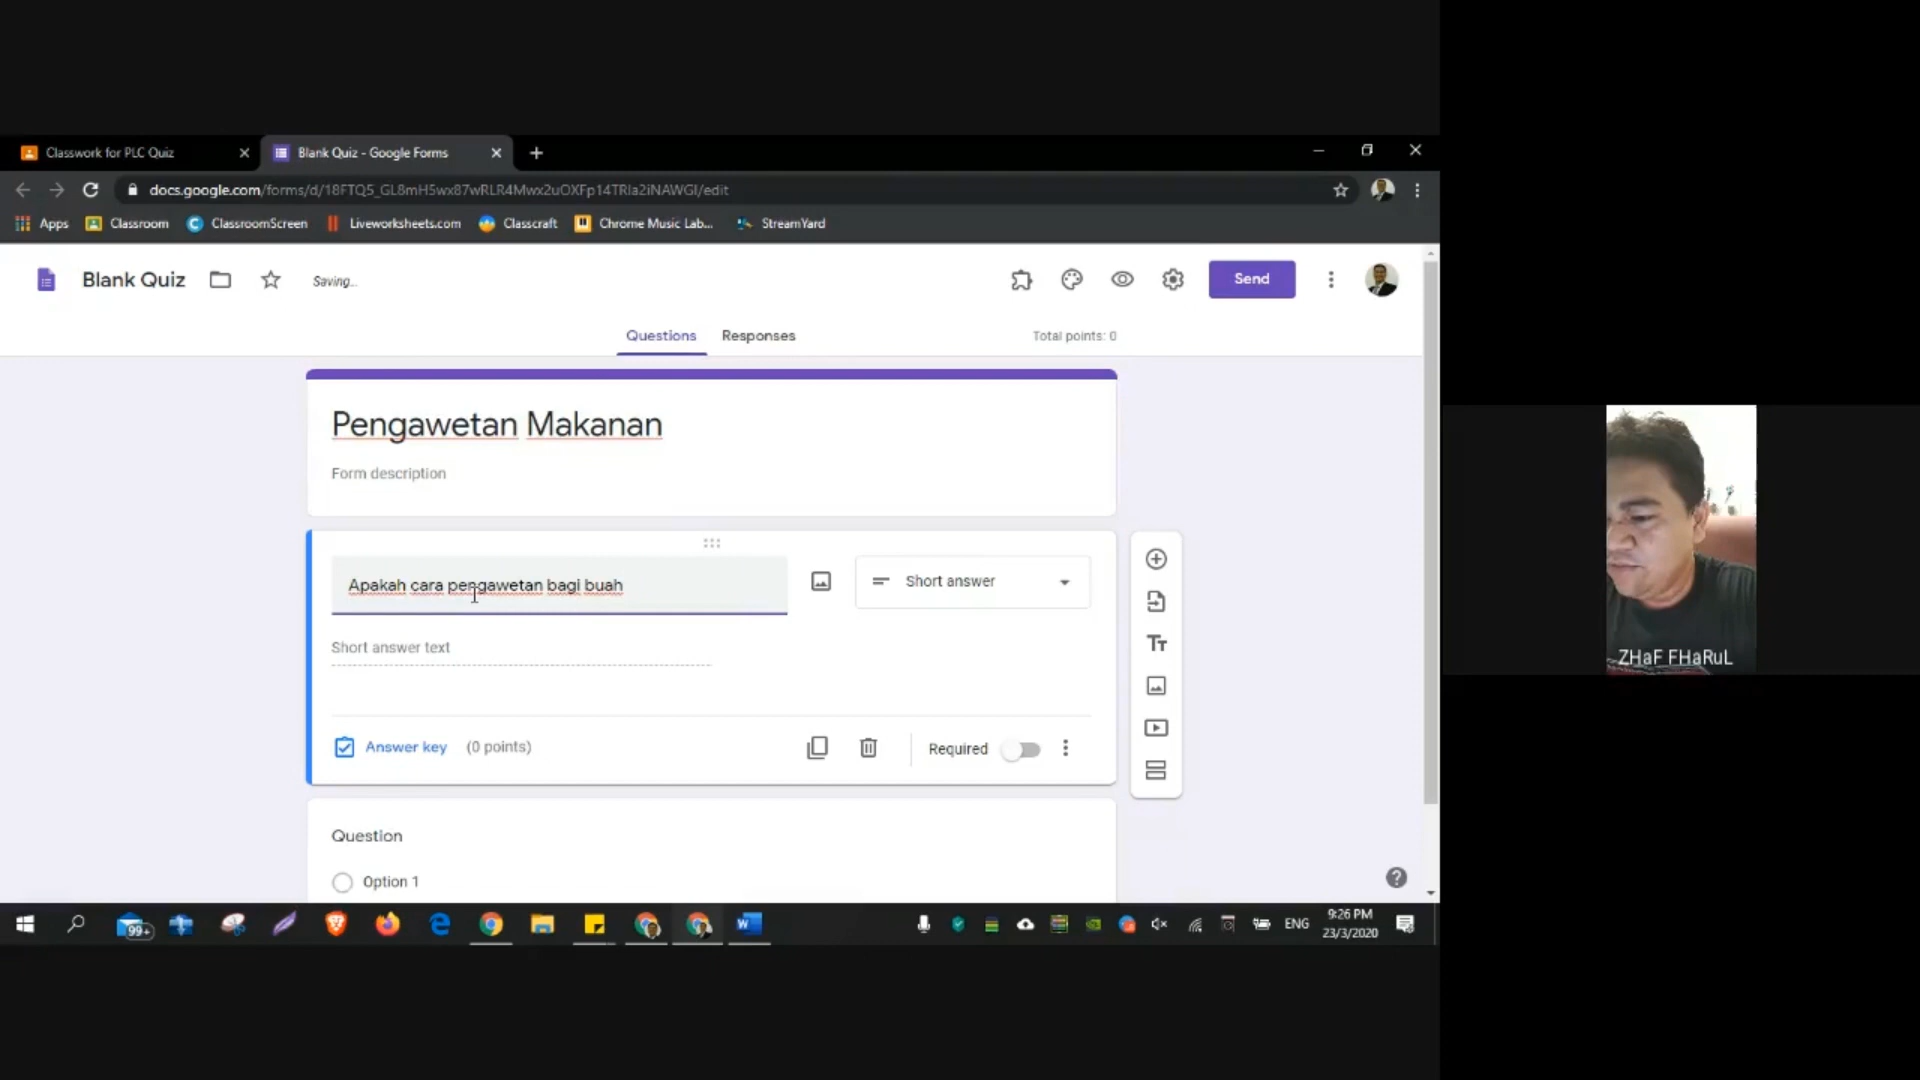 Classwork for PLC Quiz
Blank Quiz - Google Forms
docs.google.com/forms/d/18FTQ5_GL8mH5wx87wRLR4Mwx2uOXFp14TRla2iNAWGI/edit
Apps
Classroom
ClassroomScreen
Liveworksheets.com
Classcraft
Chrome Music Lab...
StreamYard
Blank Quiz
Saving...
Send
Questions
Responses
Total points: 0
Pengawetan Makanan
Form description
Apakah cara pengawetan bagi buah
Short answer
Short answer text
Tt
Answer key
(0 points)
Required
Question
Option 1
ZHaF FHaRuL
99+
W
ENG
9:26 PM
23/3/2020